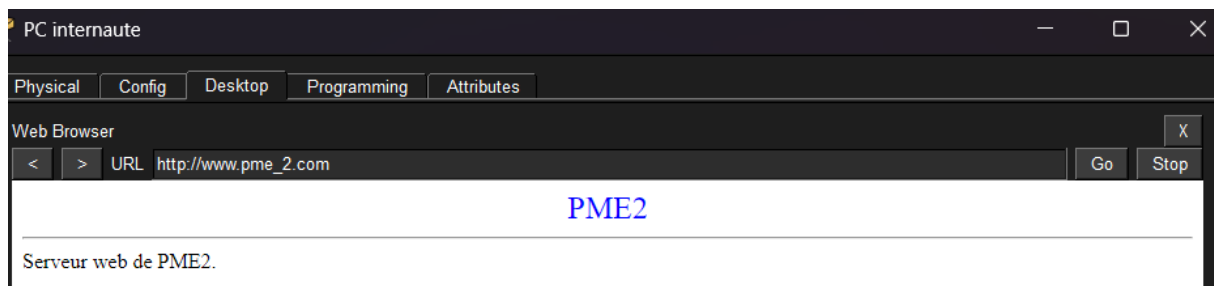 PC internaute
Physical Config Desktop Programming Attributes
Web Browser X
< > URL http://www.pme_2.com Go Stop
PME2
Serveur web de PME2.